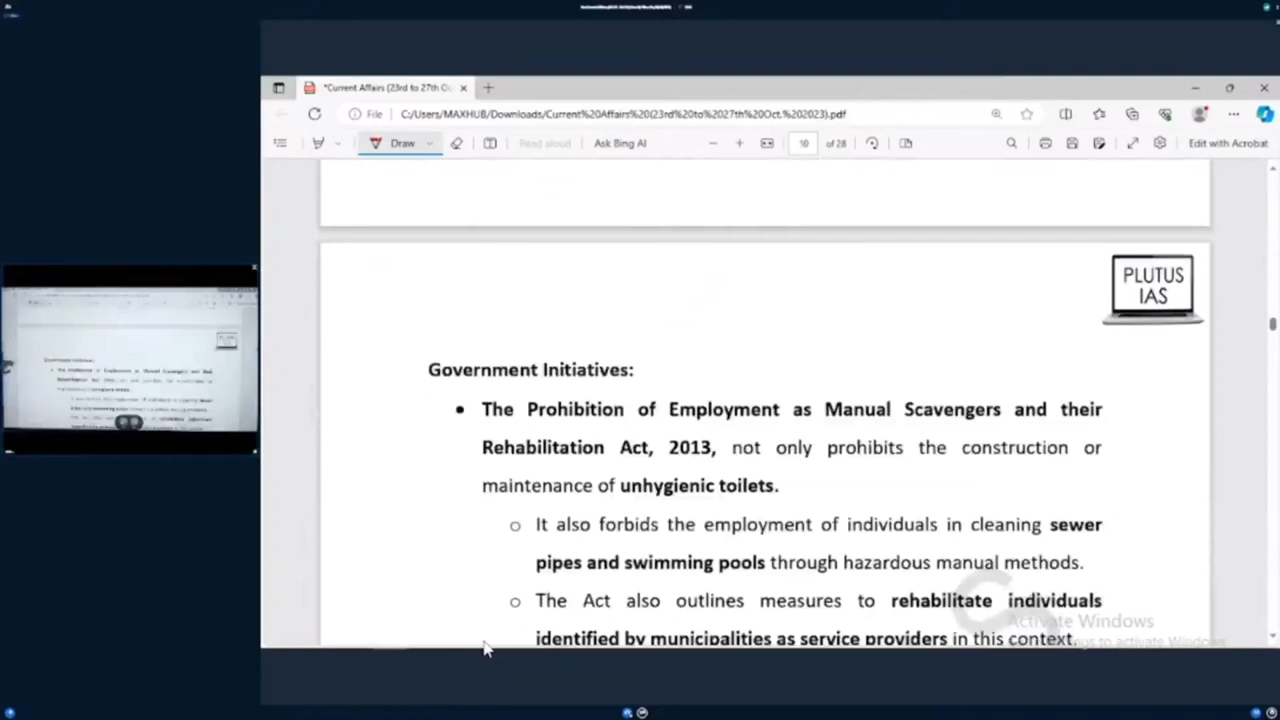 *Current Affairs (23rd to 27th Oc
File
C:/Users/MAXHUB/Downloads/Current%20Affairs%20(23rd%20to%2027th%20Oct.%202023).pdf
Draw
Read aloud
Ask Bing AI
10 of 28
Edit with Acrobat
PLUTUS
IAS
Government Initiatives:
• The Prohibition of Employment as Manual Scavengers and their
Rehabilitation Act, 2013, not only prohibits the construction or
maintenance of unhygienic toilets.
o It also forbids the employment of individuals in cleaning sewer
pipes and swimming pools through hazardous manual methods.
o The Act also outlines measures to rehabilitate individuals
identified by municipalities as service providers in this context.
Activate Windows
to activate Windows